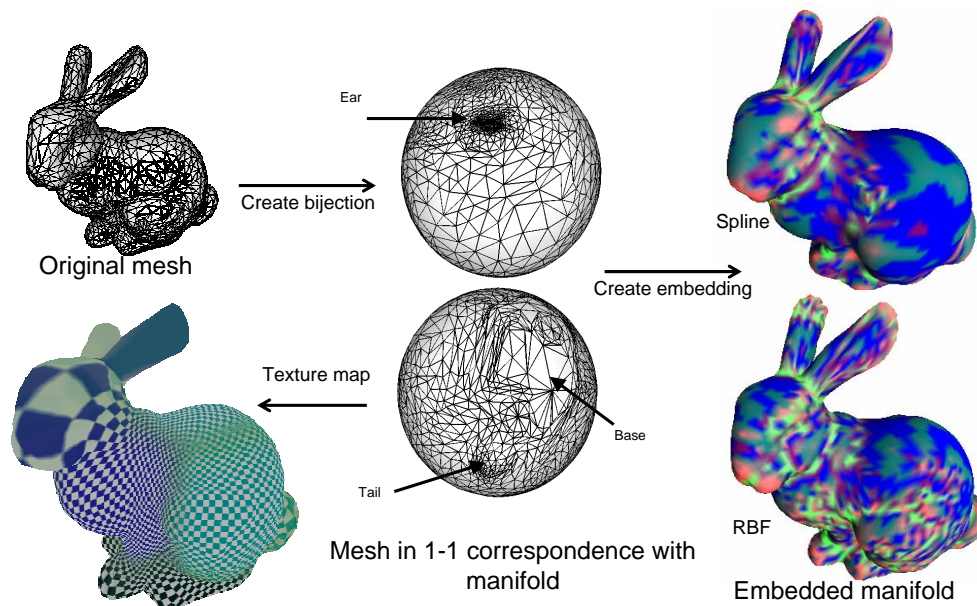 Ear
Create bijection
Original mesh
Spline
Create embedding
Texture map
Base
Tail
RBF
Mesh in 1-1 correspondence with
manifold
Embedded manifold